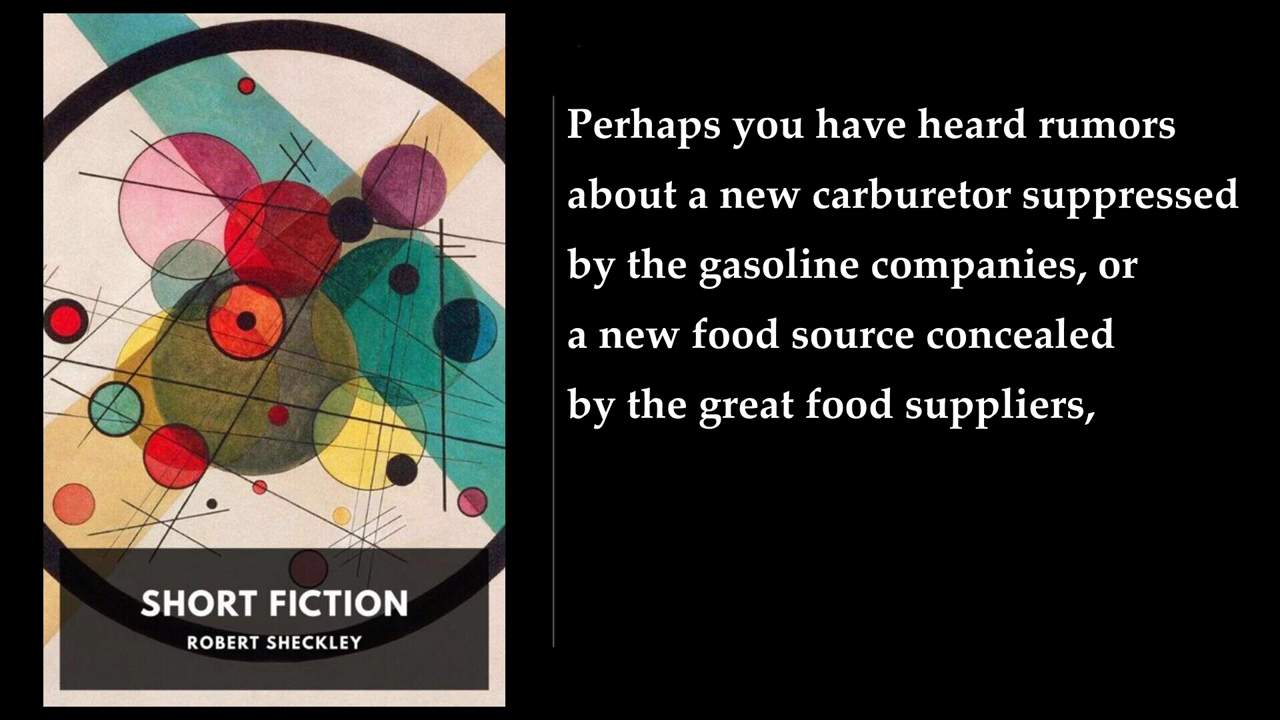 SHORT FICTION
ROBERT SHECKLEY
Perhaps you have heard rumors
about a new carburetor suppressed
by the gasoline companies, or
a new food source concealed
by the great food suppliers,